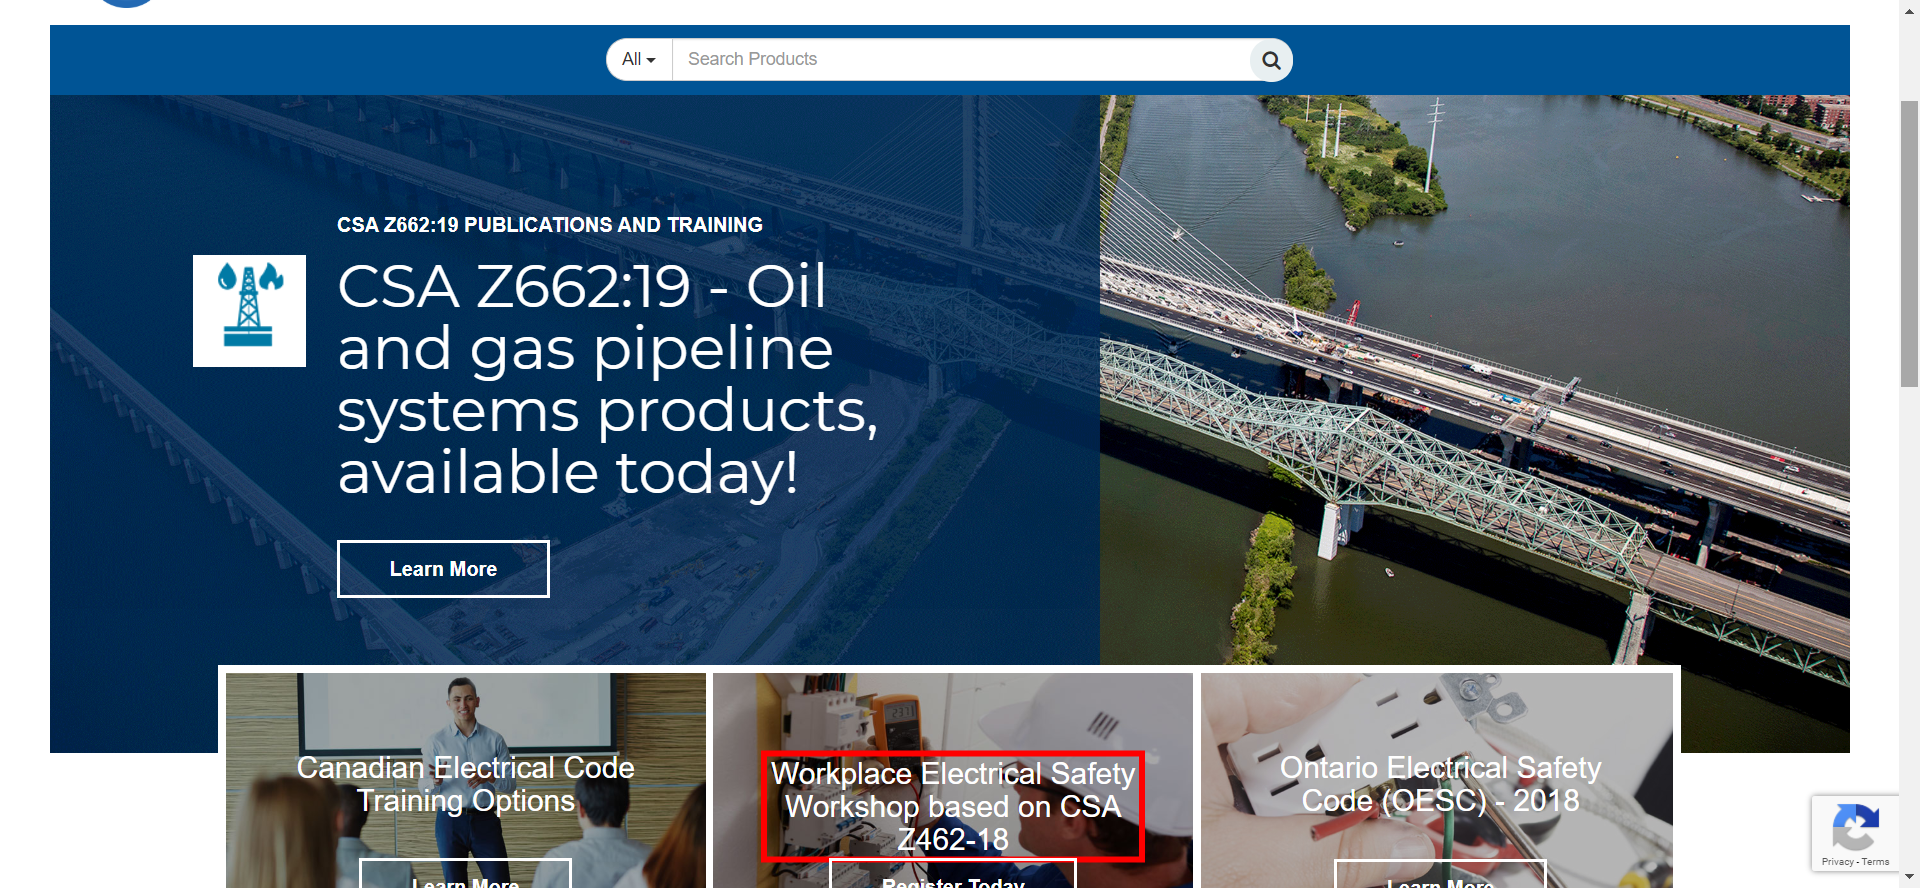 All
Search Products
CSA Z662:19 PUBLICATIONS AND TRAINING
CSA Z662:19 - Oil
and gas pipeline
systems products,
available today!
Learn More
Canadian Electrical Code
Training Options
Learn More
Workplace Electrical Safety
Workshop based on CSA
Z462-18
Register Today
Ontario Electrical Safety
Code (OESC) - 2018
Learn More
Privacy - Terms